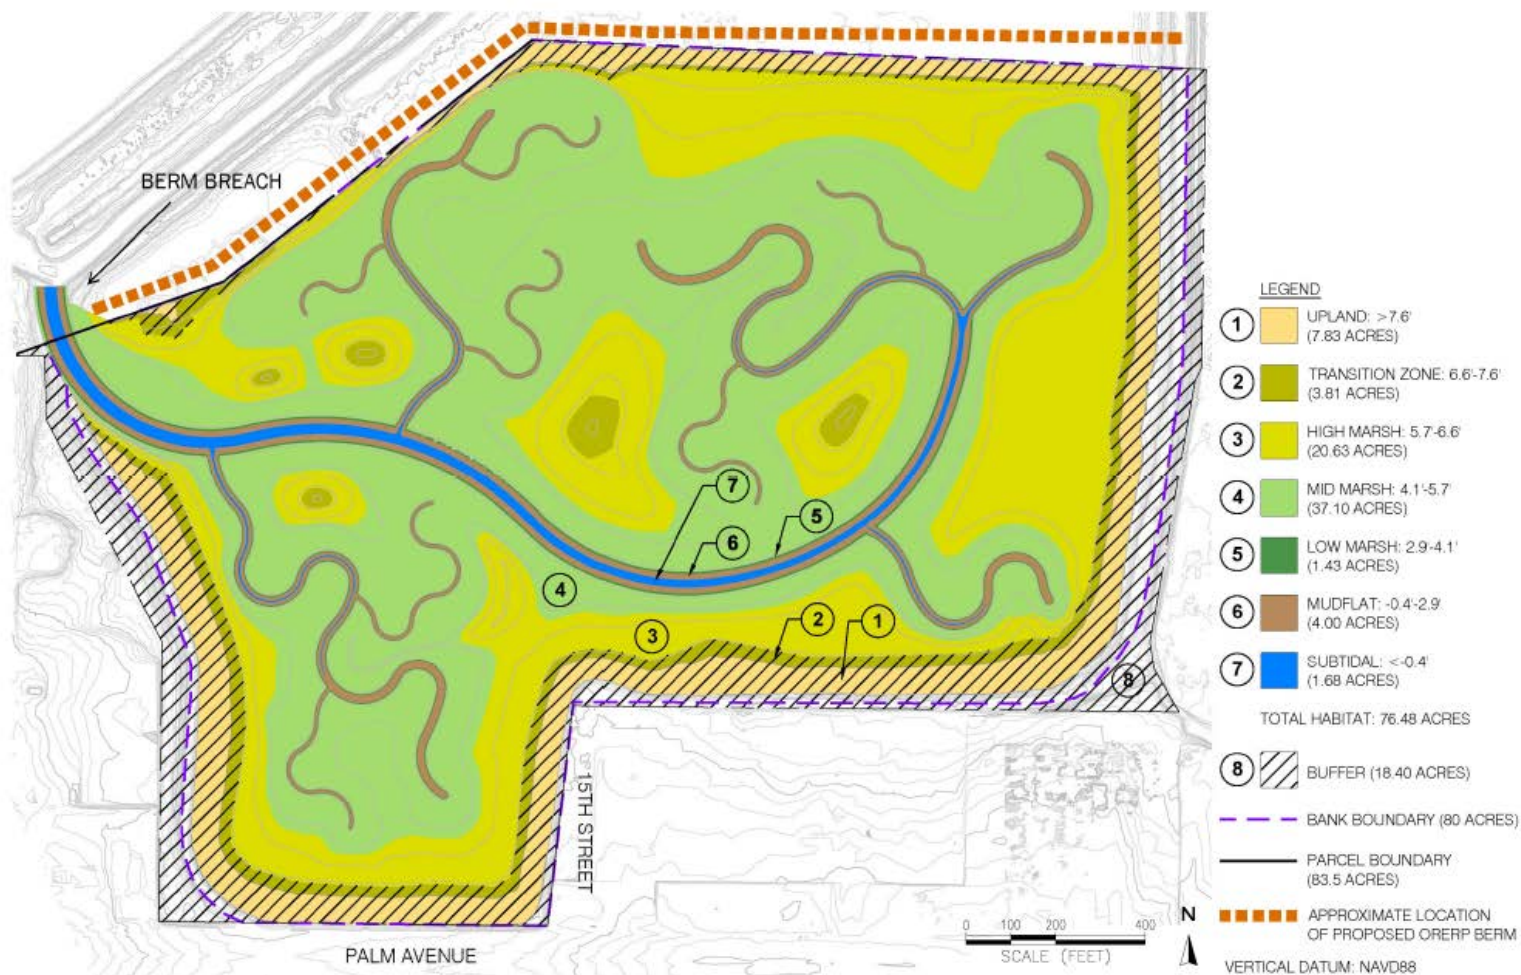 BERM BREACH
7
5
6
4
3
2
1
8
15TH STREET
PALM AVENUE
0 100 200 400
SCALE (FEET)
N
LEGEND
1 UPLAND: >7.6'
(7.83 ACRES)
2 TRANSITION ZONE: 6.6'-7.6'
(3.81 ACRES)
3 HIGH MARSH: 5.7'-6.6'
(20.63 ACRES)
4 MID MARSH: 4.1'-5.7'
(37.10 ACRES)
5 LOW MARSH: 2.9'-4.1'
(1.43 ACRES)
6 MUDFLAT: -0.4'-2.9'
(4.00 ACRES)
7 SUBTIDAL: <-0.4'
(1.68 ACRES)
TOTAL HABITAT: 76.48 ACRES
8 BUFFER (18.40 ACRES)
BANK BOUNDARY (80 ACRES)
PARCEL BOUNDARY
(83.5 ACRES)
APPROXIMATE LOCATION
OF PROPOSED ORERP BERM
VERTICAL DATUM: NAVD88